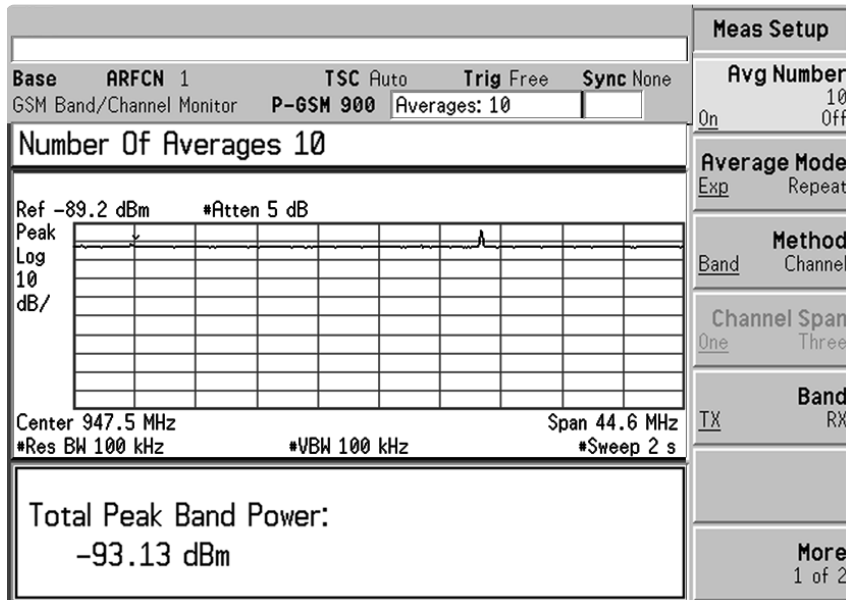 Base ARFCN 1 TSC Auto Trig Free Sync None
GSM Band/Channel Monitor P-GSM 900 Averages: 10
Number Of Averages 10
Ref -89.2 dBm #Atten 5 dB
Peak
Log
10
dB/
Center 947.5 MHz Span 44.6 MHz
#Res BW 100 kHz #VBW 100 kHz #Sweep 2 s
Total Peak Band Power:
-93.13 dBm
Meas Setup
Avg Number
10
On Off
Average Mode
Exp Repeat
Method
Band Channel
Channel Span
One Three
Band
TX RX
More
1 of 2